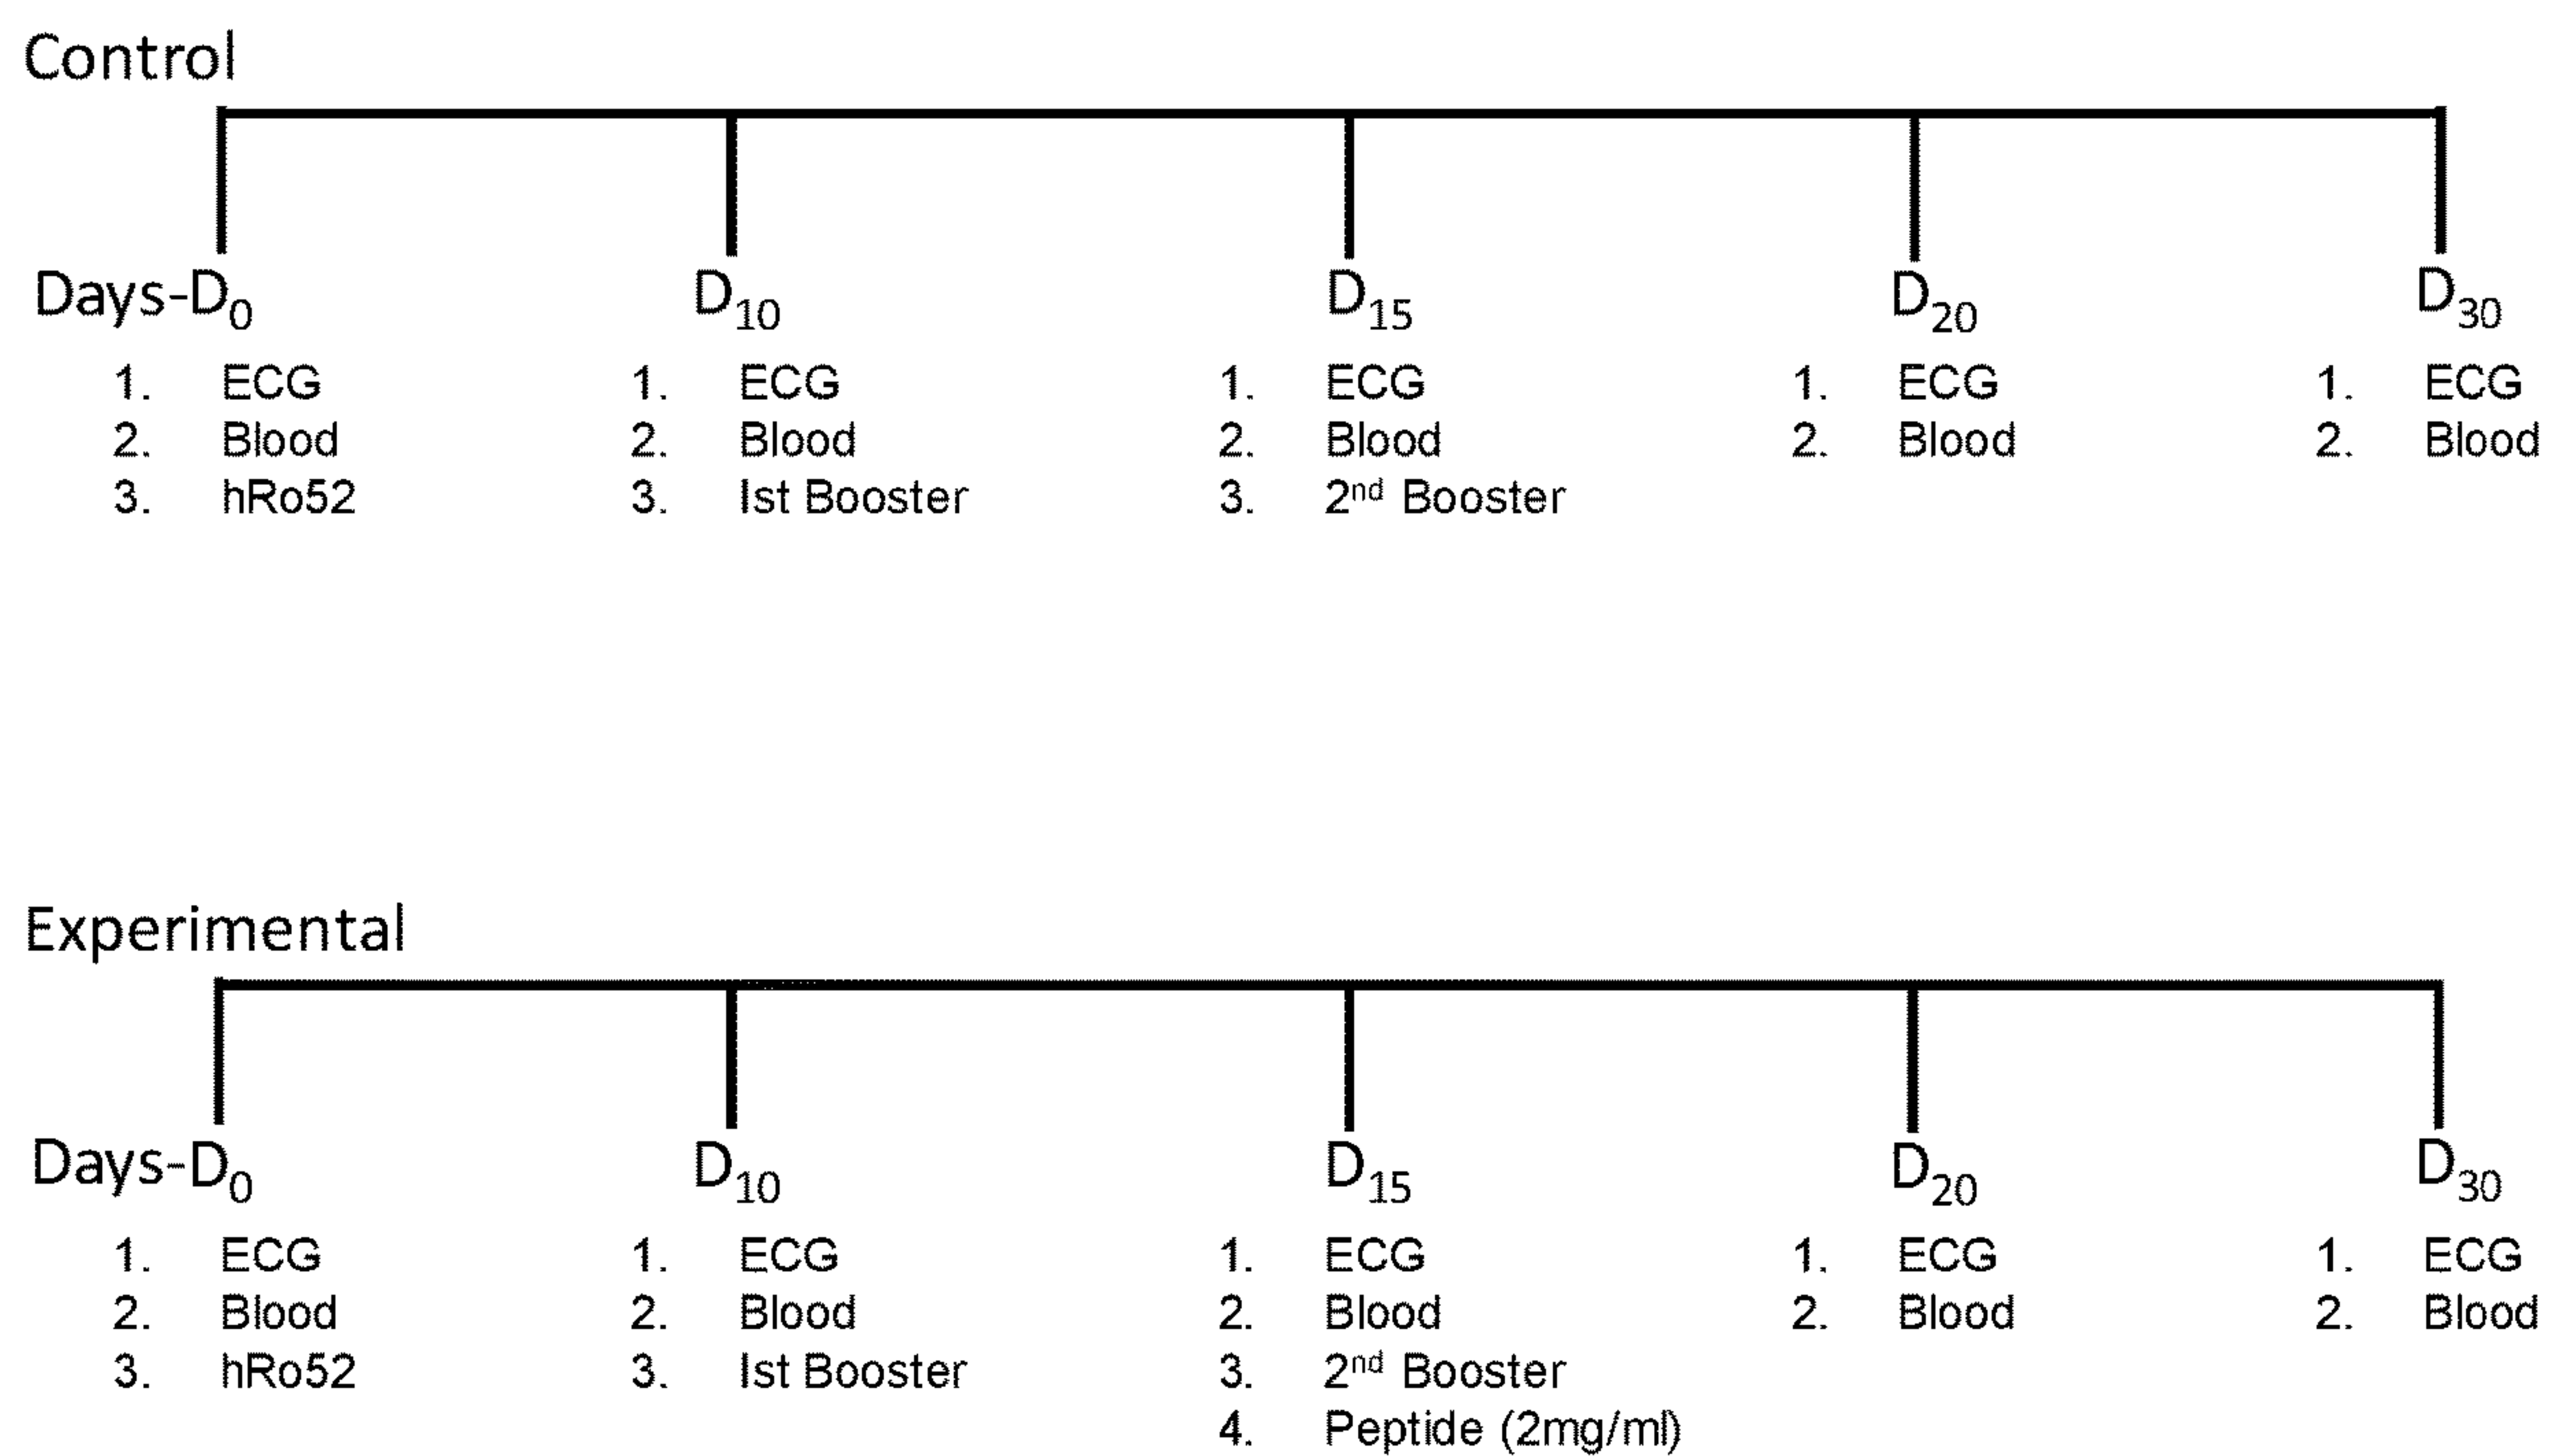 Control
Days-D0 D10 D15 D20 D30
1. ECG 1. ECG 1. ECG 1. ECG 1. ECG
2. Blood 2. Blood 2. Blood 2. Blood 2. Blood
3. hRo52 3. Ist Booster 3. 2nd Booster
Experimental
Days-D0 D10 D15 D20 D30
1. ECG 1. ECG 1. ECG 1. ECG 1. ECG
2. Blood 2. Blood 2. Blood 2. Blood 2. Blood
3. hRo52 3. Ist Booster 3. 2nd Booster
4. Peptide (2mg/ml)